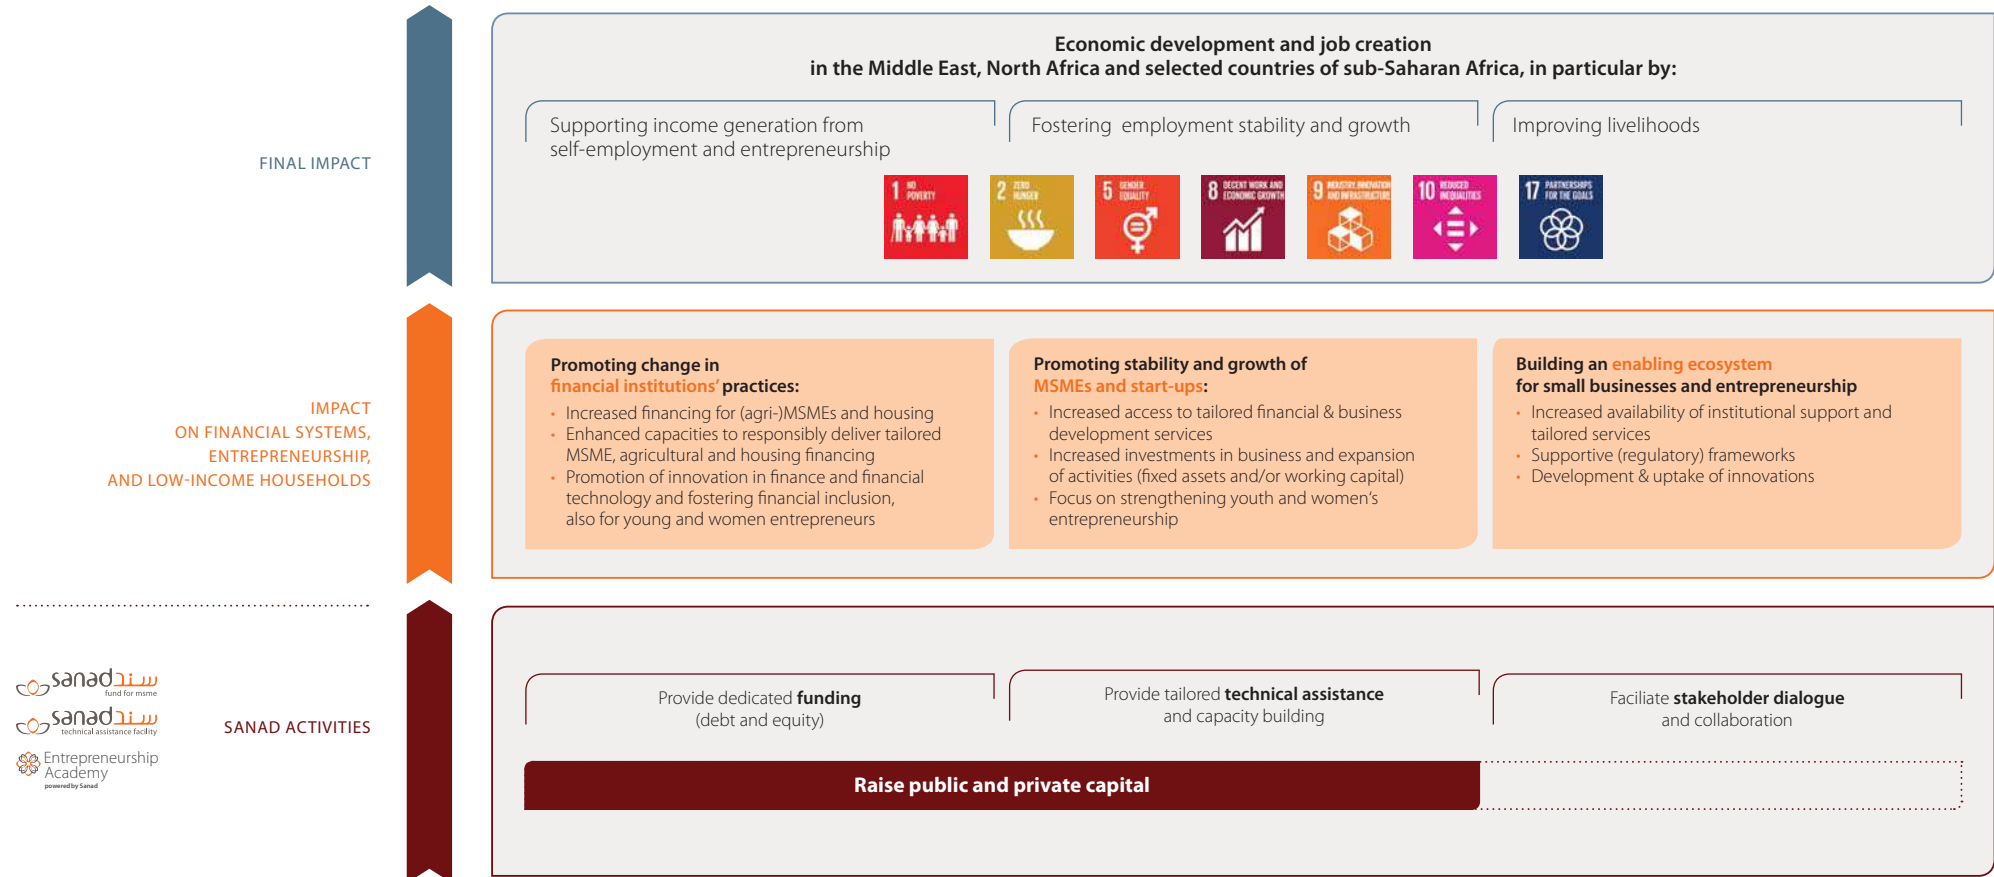 Economic development and job creation
in the Middle East, North Africa and selected countries of sub-Saharan Africa, in particular by:
Supporting income generation from
self-employment and entrepreneurship
Fostering employment stability and growth
Improving livelihoods
FINAL IMPACT
1 NO
POVERTY
2 ZERO
HUNGER
5 GENDER
EQUALITY
8 DECENT WORK AND
ECONOMIC GROWTH
9 INDUSTRY, INNOVATION
AND INFRASTRUCTURE
10 REDUCED
INEQUALITIES
17 PARTNERSHIPS
FOR THE GOALS
IMPACT
ON FINANCIAL SYSTEMS,
ENTREPRENEURSHIP,
AND LOW-INCOME HOUSEHOLDS
Promoting change in
financial institutions’ practices:
• Increased financing for (agri-)MSMEs and housing
• Enhanced capacities to responsibly deliver tailored
MSME, agricultural and housing financing
• Promotion of innovation in finance and financial
technology and fostering financial inclusion,
also for young and women entrepreneurs
Promoting stability and growth of
MSMEs and start-ups:
• Increased access to tailored financial & business
development services
• Increased investments in business and expansion
of activities (fixed assets and/or working capital)
• Focus on strengthening youth and women‘s
entrepreneurship
Building an enabling ecosystem
for small businesses and entrepreneurship
• Increased availability of institutional support and
tailored services
• Supportive (regulatory) frameworks
• Development & uptake of innovations
sanad سند
fund for msme
sanad سند
technical assistance facility
Entrepreneurship
Academy
powered by Sanad
SANAD ACTIVITIES
Provide dedicated funding
(debt and equity)
Provide tailored technical assistance
and capacity building
Faciliate stakeholder dialogue
and collaboration
Raise public and private capital